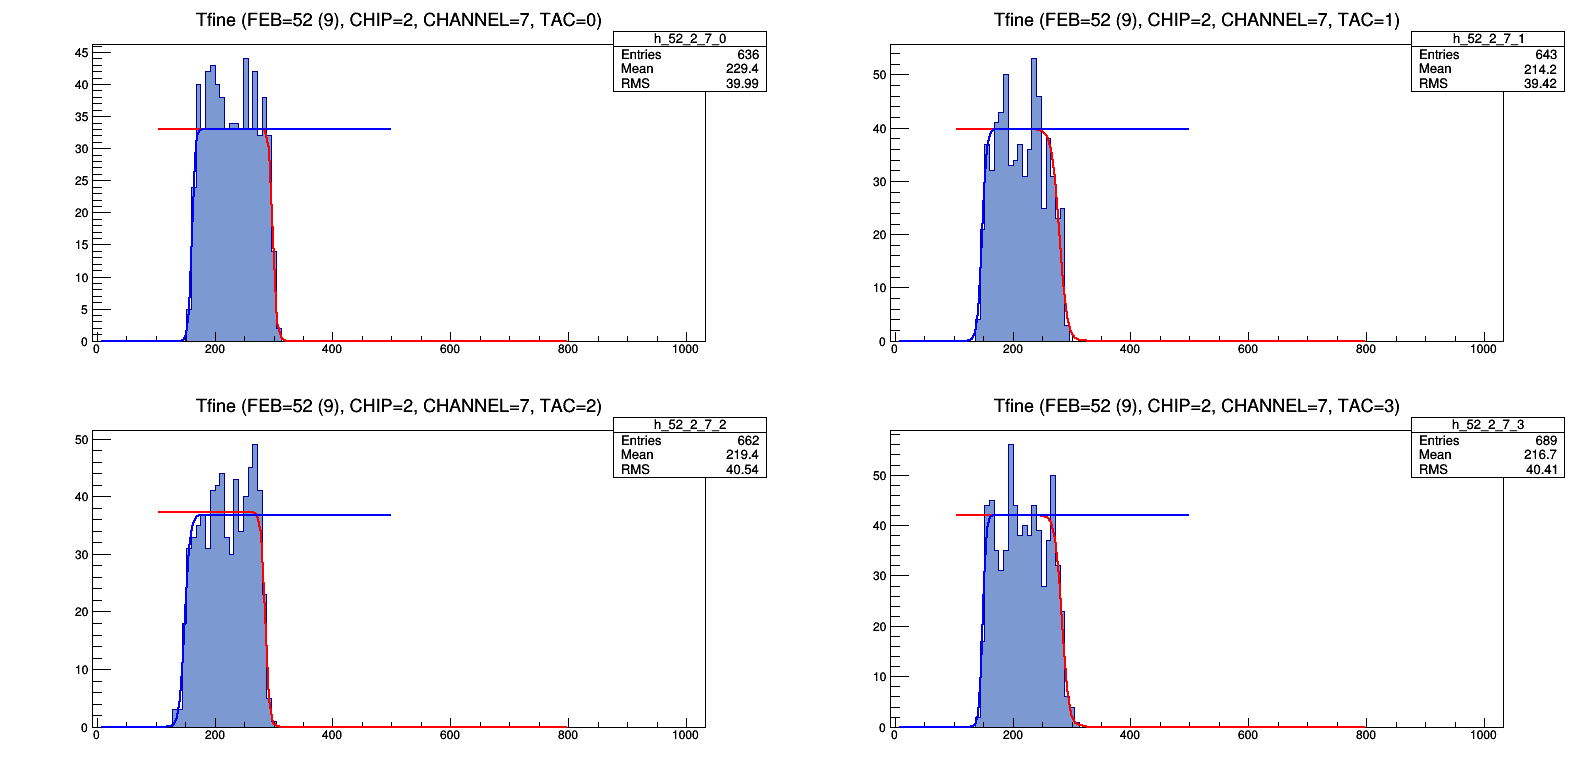 Tfine (FEB=52 (9), CHIP=2, CHANNEL=7, TAC=0)
h_52_2_7_0
Entries 636
Mean 229.4
RMS 39.99
45
40
35
30
25
20
15
10
5
0
0 200 400 600 800 1000
Tfine (FEB=52 (9), CHIP=2, CHANNEL=7, TAC=1)
h_52_2_7_1
Entries 643
Mean 214.2
RMS 39.42
50
40
30
20
10
0
0 200 400 600 800 1000
Tfine (FEB=52 (9), CHIP=2, CHANNEL=7, TAC=2)
h_52_2_7_2
Entries 662
Mean 219.4
RMS 40.54
50
40
30
20
10
0
0 200 400 600 800 1000
Tfine (FEB=52 (9), CHIP=2, CHANNEL=7, TAC=3)
h_52_2_7_3
Entries 689
Mean 216.7
RMS 40.41
50
40
30
20
10
0
0 200 400 600 800 1000